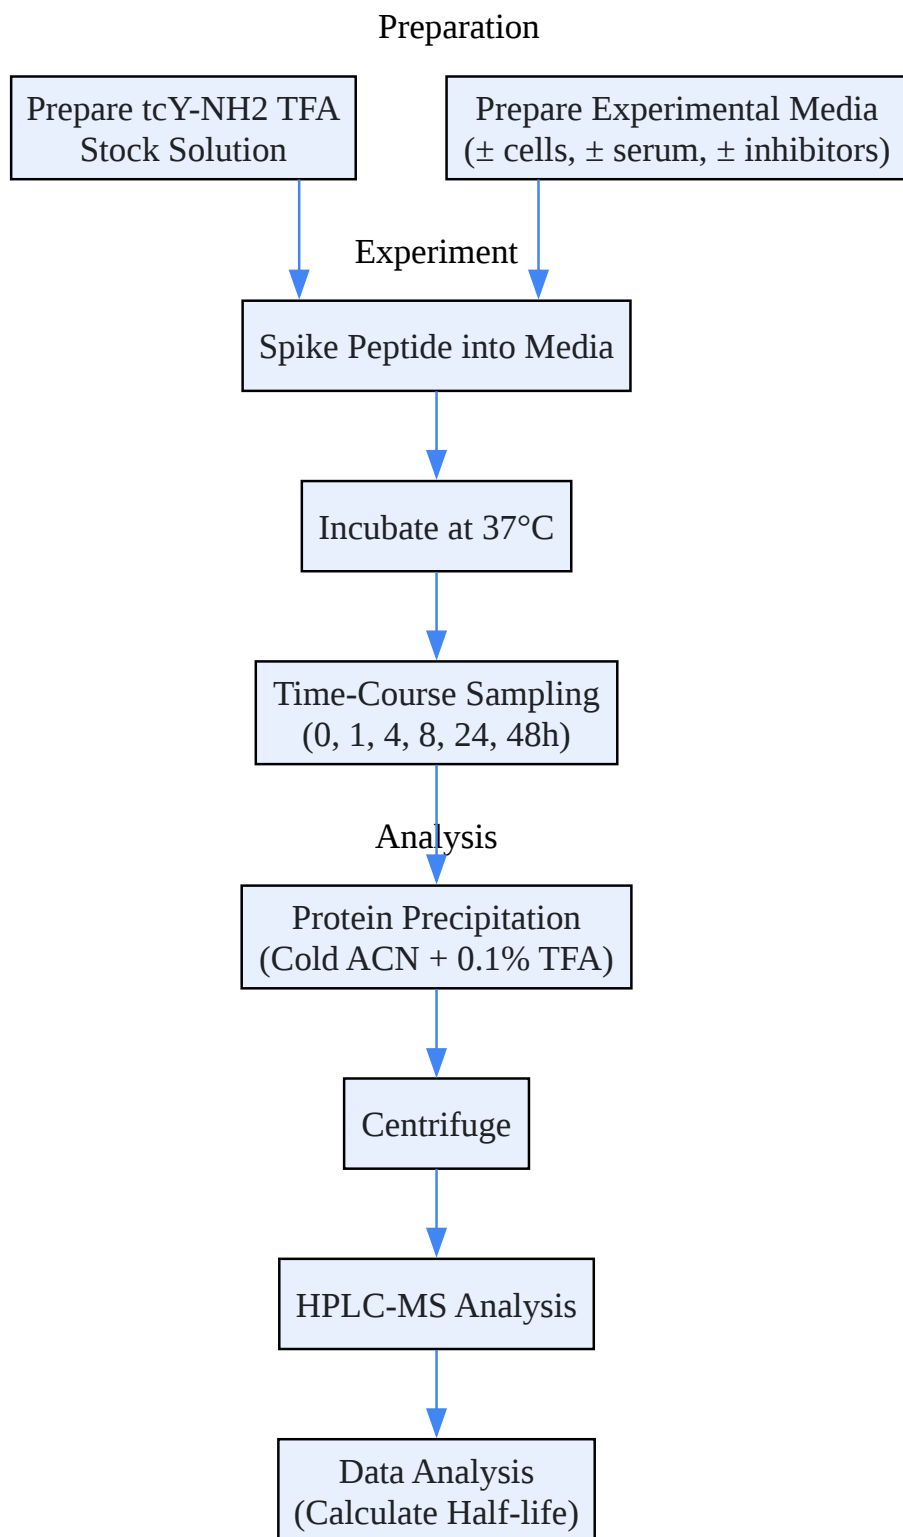 Preparation
Prepare tcY-NH2 TFA
Stock Solution
Prepare Experimental Media
(± cells, ± serum, ± inhibitors)
Experiment
Spike Peptide into Media
Incubate at 37°C
Time-Course Sampling
(0, 1, 4, 8, 24, 48h)
Analysis
Protein Precipitation
(Cold ACN + 0.1% TFA)
Centrifuge
HPLC-MS Analysis
Data Analysis
(Calculate Half-life)